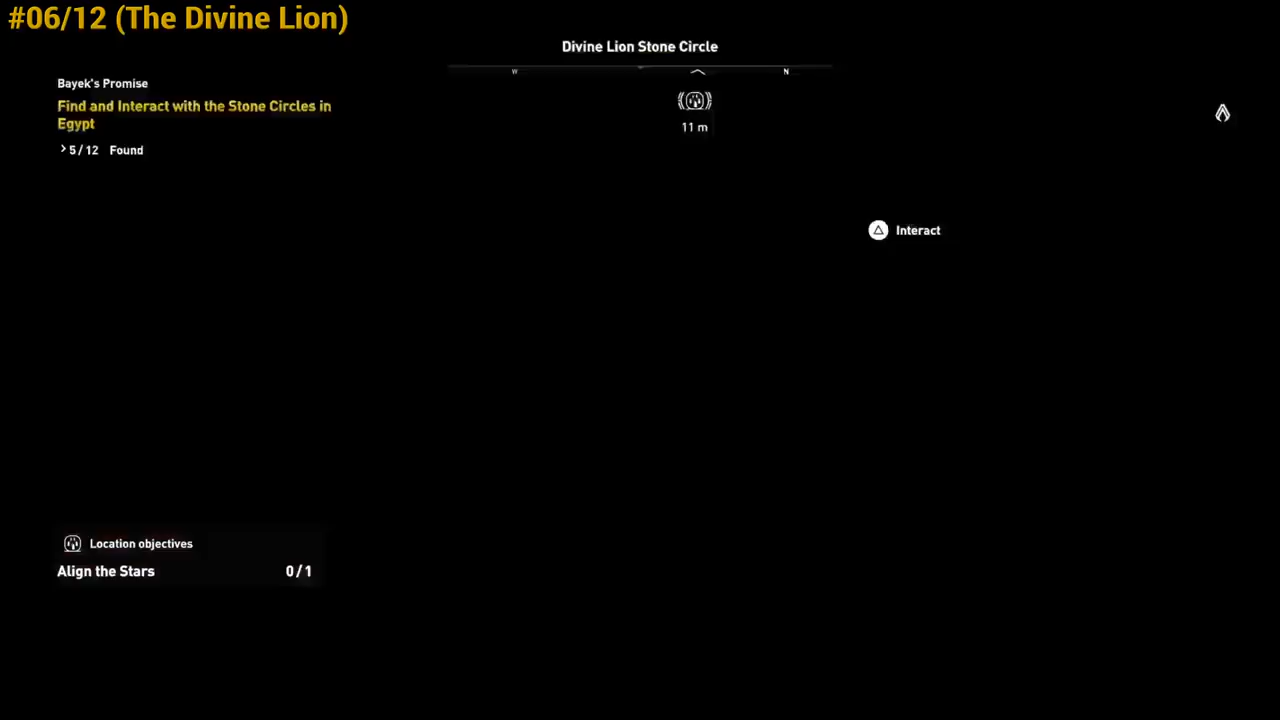 #06/12 (The Divine Lion)
Divine Lion Stone Circle
W
N
Bayek's Promise
Find and Interact with the Stone Circles in
Egypt
11 m
> 5/12 Found
Interact
Location objectives
Align the Stars 0/1